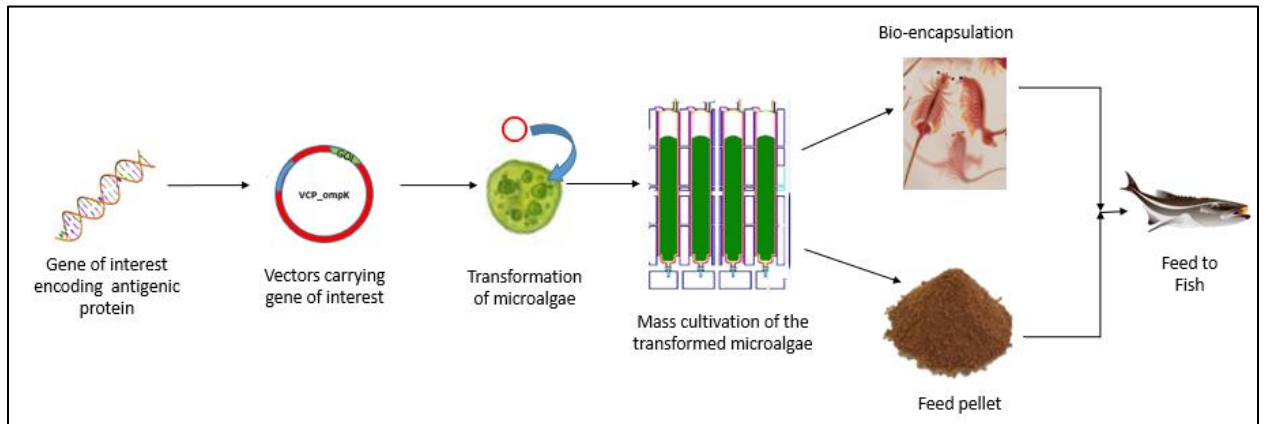 Gene of interest
encoding antigenic
protein
GOI
VCP_ompK
Vectors carrying
gene of interest
Transformation
of microalgae
Mass cultivation of the
transformed microalgae
Bio-encapsulation
Feed pellet
Feed to
Fish